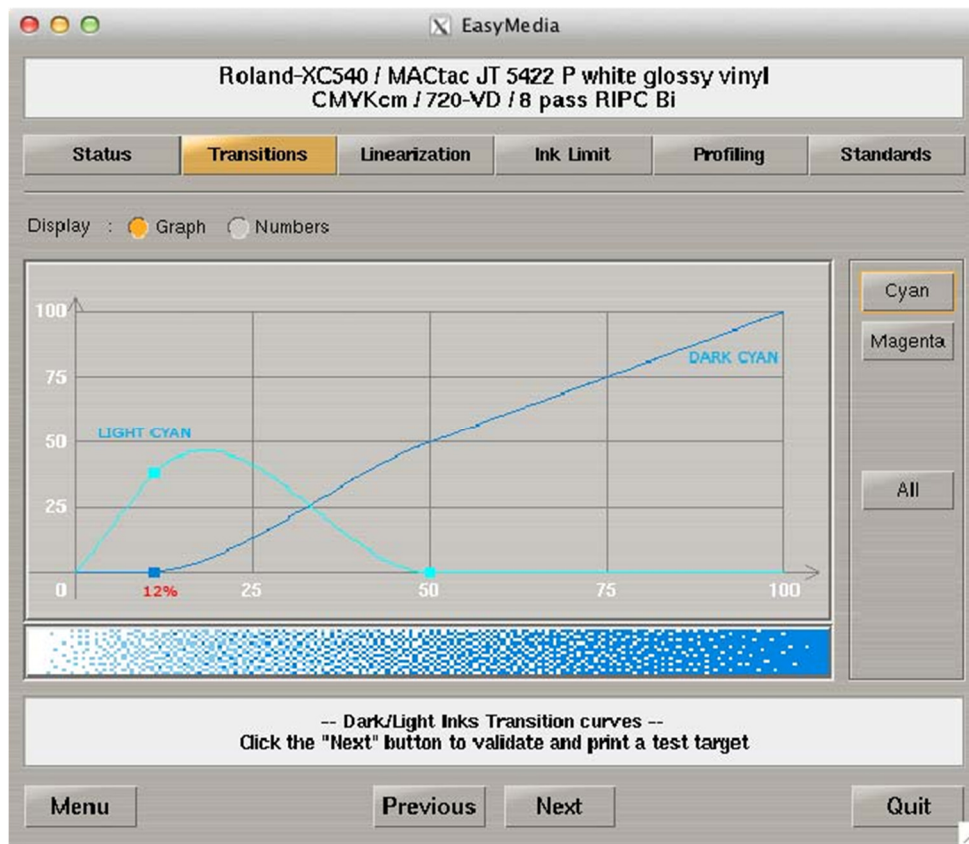 EasyMedia
Roland-XC540 / MACtac JT 5422 P white glossy vinyl
CMYKcm / 720-VD / 8 pass RIPC Bi
Status Transitions Linearization Ink Limit Profiling Standards
Display : Graph Numbers
Cyan
Magenta
All
100
75
50
25
0
LIGHT CYAN
DARK CYAN
12% 25 50 75 100
-- Dark/Light Inks Transition curves --
Click the "Next" button to validate and print a test target
Menu Previous Next Quit